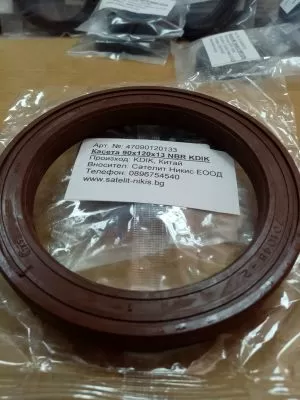 Арт. №: 47090120133
Касета 90x120x13 NBR KDIK
Произход: KDIK, Китай
Вносител: Сателит Никис ЕООД
Телефон: 0896754540
www.satelit-nikis.bg